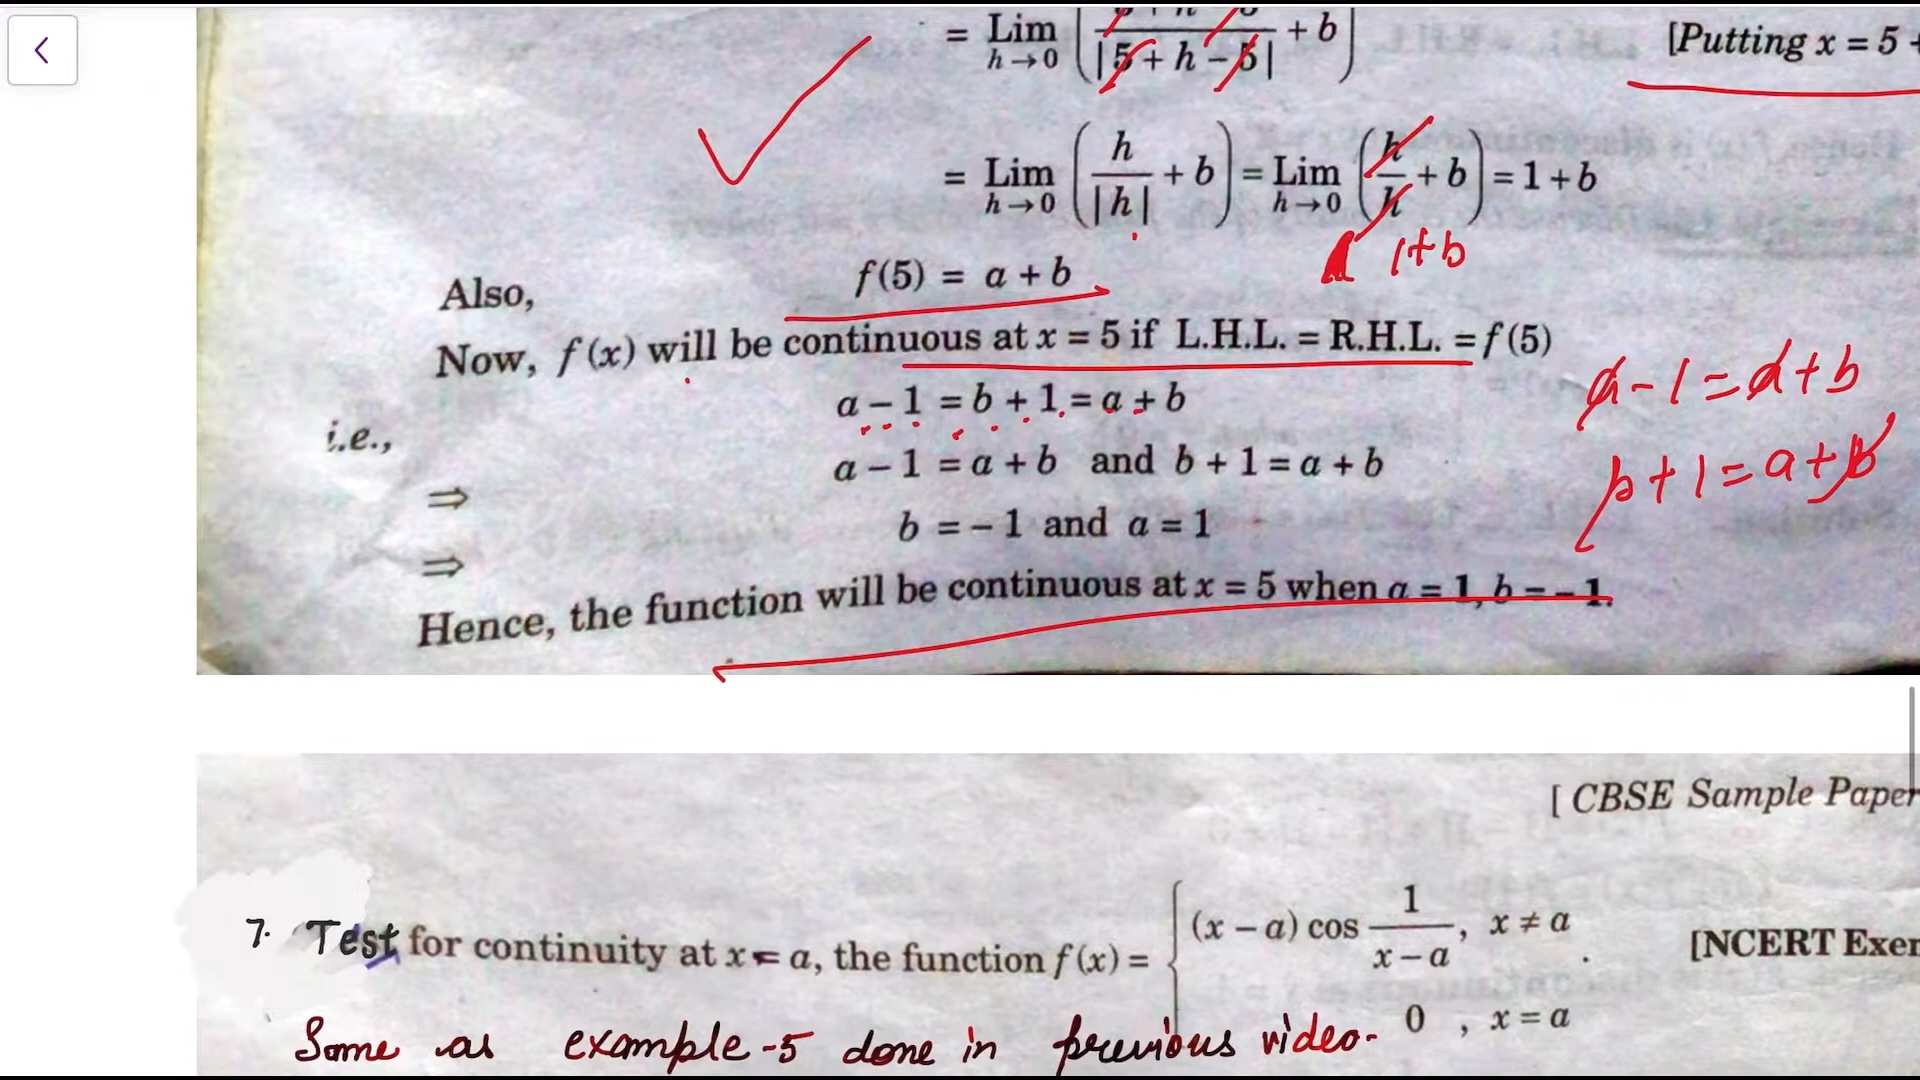 = Lim h→0 ( / |5 + h − 5| + b) [Putting x = 5 +
= Lim h→0 (h / |h| + b) = Lim h→0 (h / h + b) = 1 + b
1+b
Also, f(5) = a + b
Now, f(x) will be continuous at x = 5 if L.H.L. = R.H.L. = f(5)
i.e., a − 1 = b + 1 = a + b
a-1=a+b
⇒ a − 1 = a + b and b + 1 = a + b
b+1=a+b
⇒ b = − 1 and a = 1
Hence, the function will be continuous at x = 5 when a = 1, b = − 1.
[ CBSE Sample Paper
7. Test for continuity at x = a, the function f(x) = { (x − a) cos 1 / x − a, x ≠ a . [NCERT Exem
0 , x = a
Same as example-5 done in previous video.